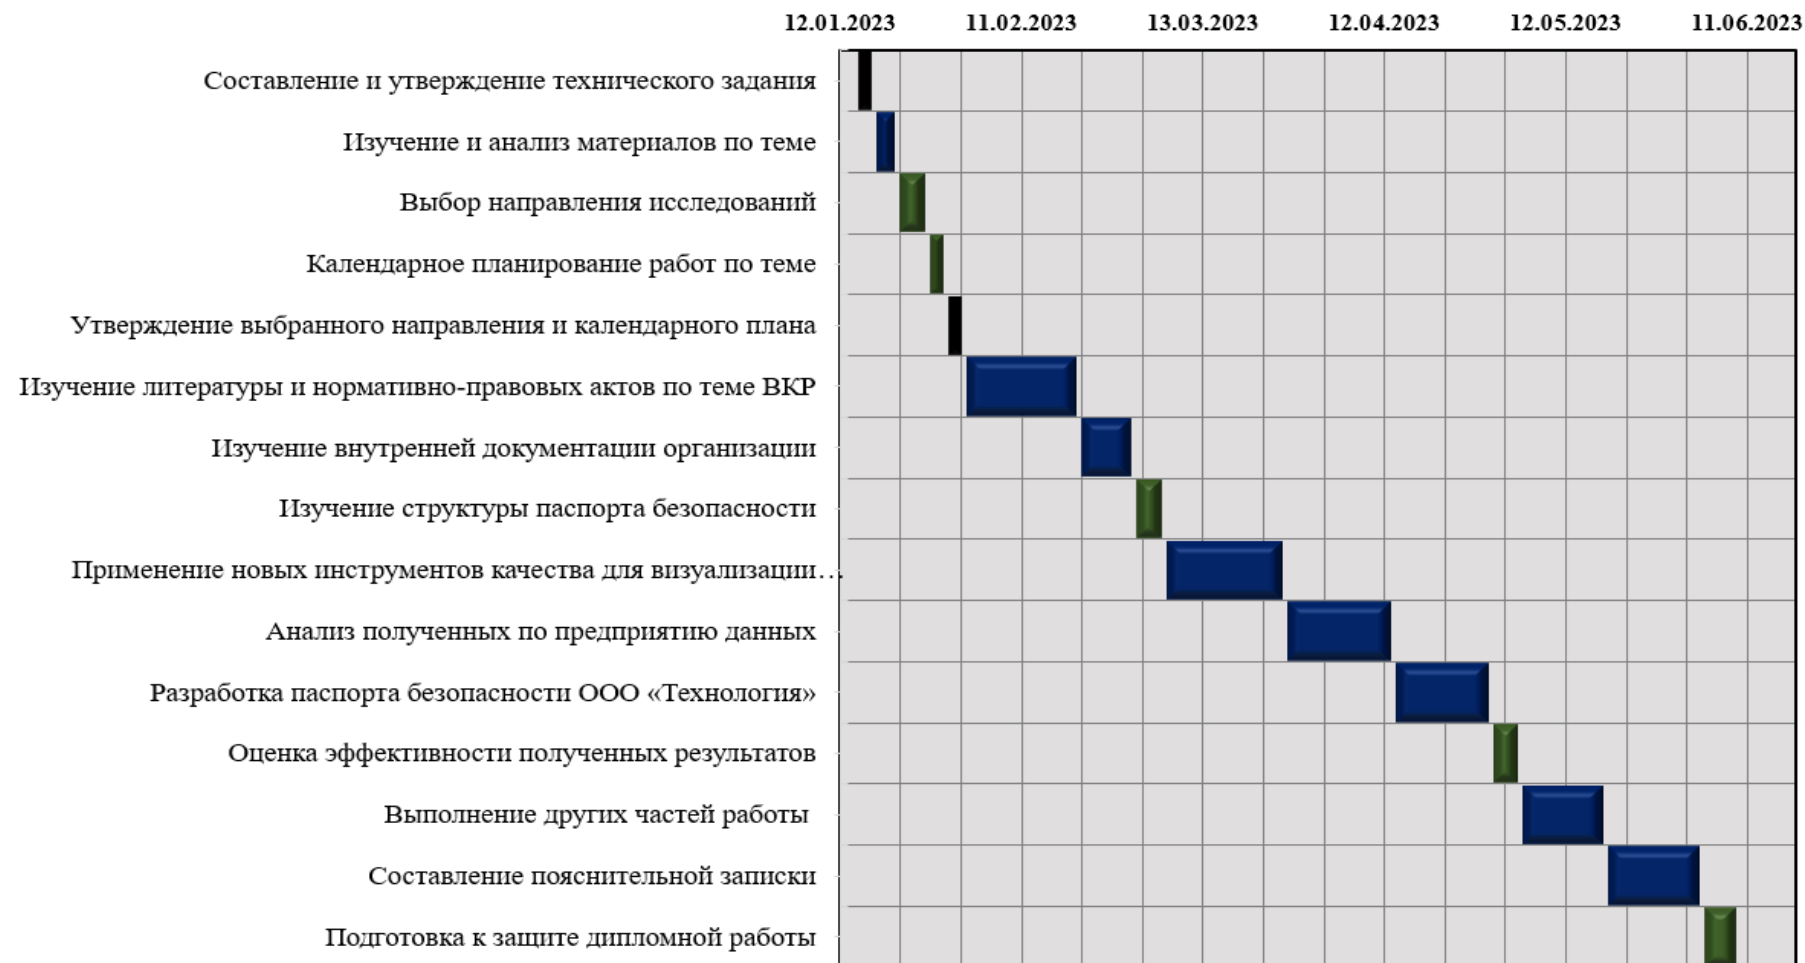 12.01.2023 11.02.2023 13.03.2023 12.04.2023 12.05.2023 11.06.2023
Составление и утверждение технического задания
Изучение и анализ материалов по теме
Выбор направления исследований
Календарное планирование работ по теме
Утверждение выбранного направления и календарного плана
Изучение литературы и нормативно-правовых актов по теме ВКР
Изучение внутренней документации организации
Изучение структуры паспорта безопасности
Применение новых инструментов качества для визуализации…
Анализ полученных по предприятию данных
Разработка паспорта безопасности ООО «Технология»
Оценка эффективности полученных результатов
Выполнение других частей работы
Составление пояснительной записки
Подготовка к защите дипломной работы